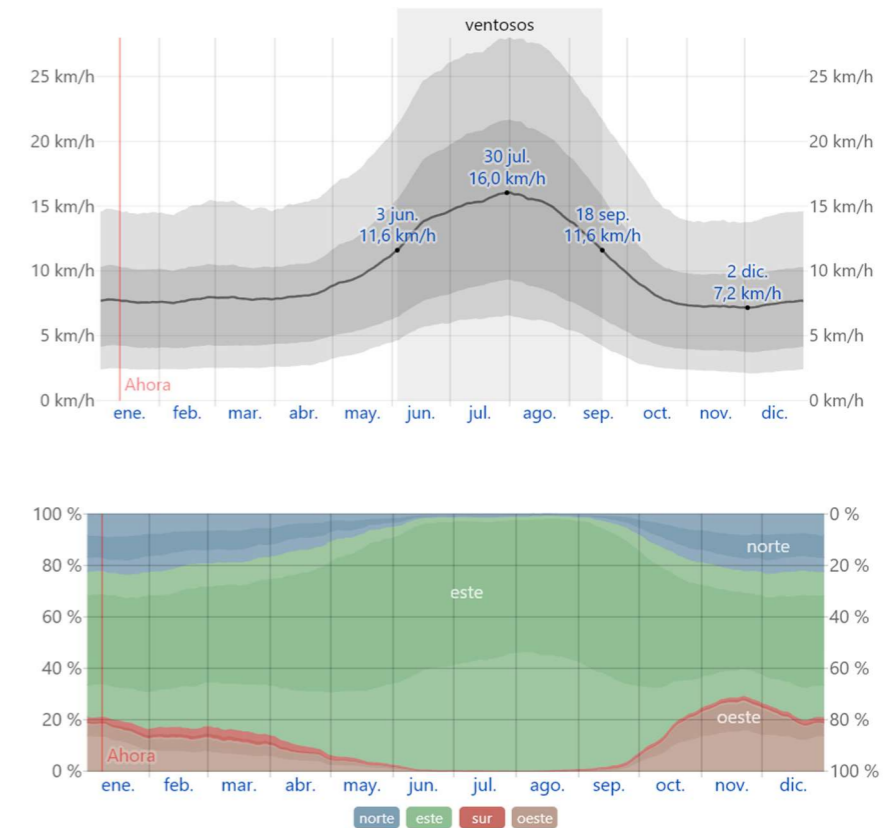 ventosos
25 km/h 25 km/h
20 km/h 20 km/h
30 jul.
16,0 km/h
15 km/h 15 km/h
3 jun. 18 sep.
11,6 km/h 11,6 km/h
2 dic.
10 km/h 10 km/h
7,2 km/h
5 km/h 5 km/h
Ahora
0 km/h 0 km/h
ene. feb. mar. abr. may. jun. jul. ago. sep. oct. nov. dic.
100 % 0 %
norte
80 % 20 %
este
60 % 40 %
40 % 60 %
20 % oeste 80 %
Ahora
0 % 100 %
ene. feb. mar. abr. may. jun. jul. ago. sep. oct. nov. dic.
norte este sur oeste